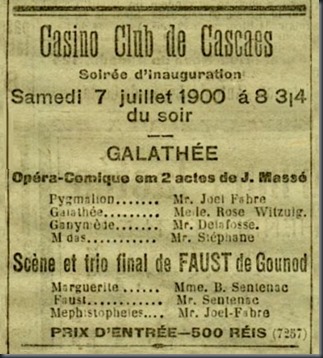 Casino Club de Cascaes
Soirée d'inauguration
Samedi 7 juillet 1900 á 8 3|4
du soir
GALATHÉE
Opéra-Comique em 2 actes de J. Massé
Pygmalion....... Mr. Joel Fabre
Galathée......... Melle. Rose Witzuig.
Ganymède....... Mr. Delafosse.
Midas........... Mr. Stéphane
Scène et trio final de FAUST de Gounod
Marguerite ...... Mme. B. Sentenac
Faust........... Mr. Sentenac
Mephistopheles .... Mr. Joel-Fabre
PRIX D'ENTRÉE—500 RÉIS (7267)